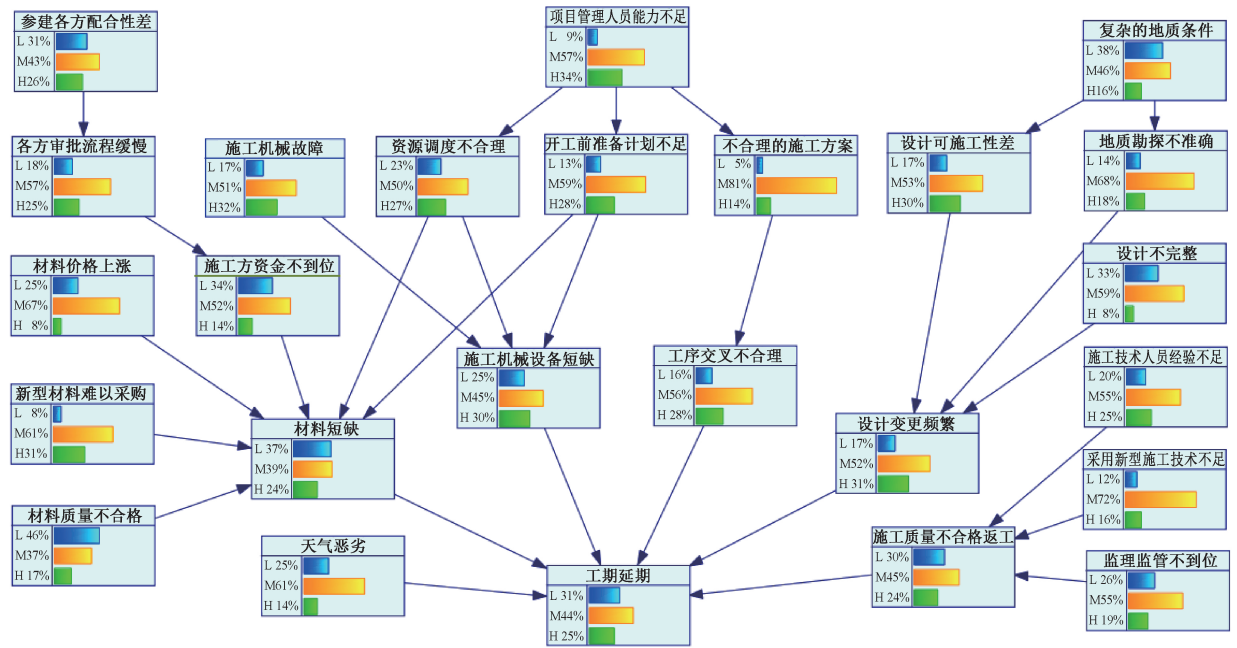 参建各方配合性差
L 31%
M43%
H26%
项目管理人员能力不足
L 9%
M57%
H34%
复杂的地质条件
L 38%
M46%
H16%
各方审批流程缓慢
L 18%
M57%
H25%
施工机械故障
L 17%
M51%
H32%
资源调度不合理
L 23%
M50%
H27%
开工前准备计划不足
L 13%
M59%
H28%
不合理的施工方案
L 5%
M81%
H14%
设计可施工性差
L 17%
M53%
H30%
地质勘探不准确
L 14%
M68%
H18%
材料价格上涨
L 25%
M67%
H 8%
施工方资金不到位
L 34%
M52%
H 14%
设计不完整
L 33%
M59%
H 8%
施工机械设备短缺
L 25%
M45%
H 30%
工序交叉不合理
L 16%
M56%
H 28%
施工技术人员经验不足
L 20%
M55%
H 25%
新型材料难以采购
L 8%
M61%
H31%
材料短缺
L 37%
M39%
H 24%
设计变更频繁
L 17%
M52%
H 31%
采用新型施工技术不足
L 12%
M72%
H 16%
材料质量不合格
L 46%
M37%
H 17%
天气恶劣
L 25%
M61%
H 14%
工期延期
L 31%
M44%
H 25%
施工质量不合格返工
L 30%
M45%
H 24%
监理监管不到位
L 26%
M55%
H 19%